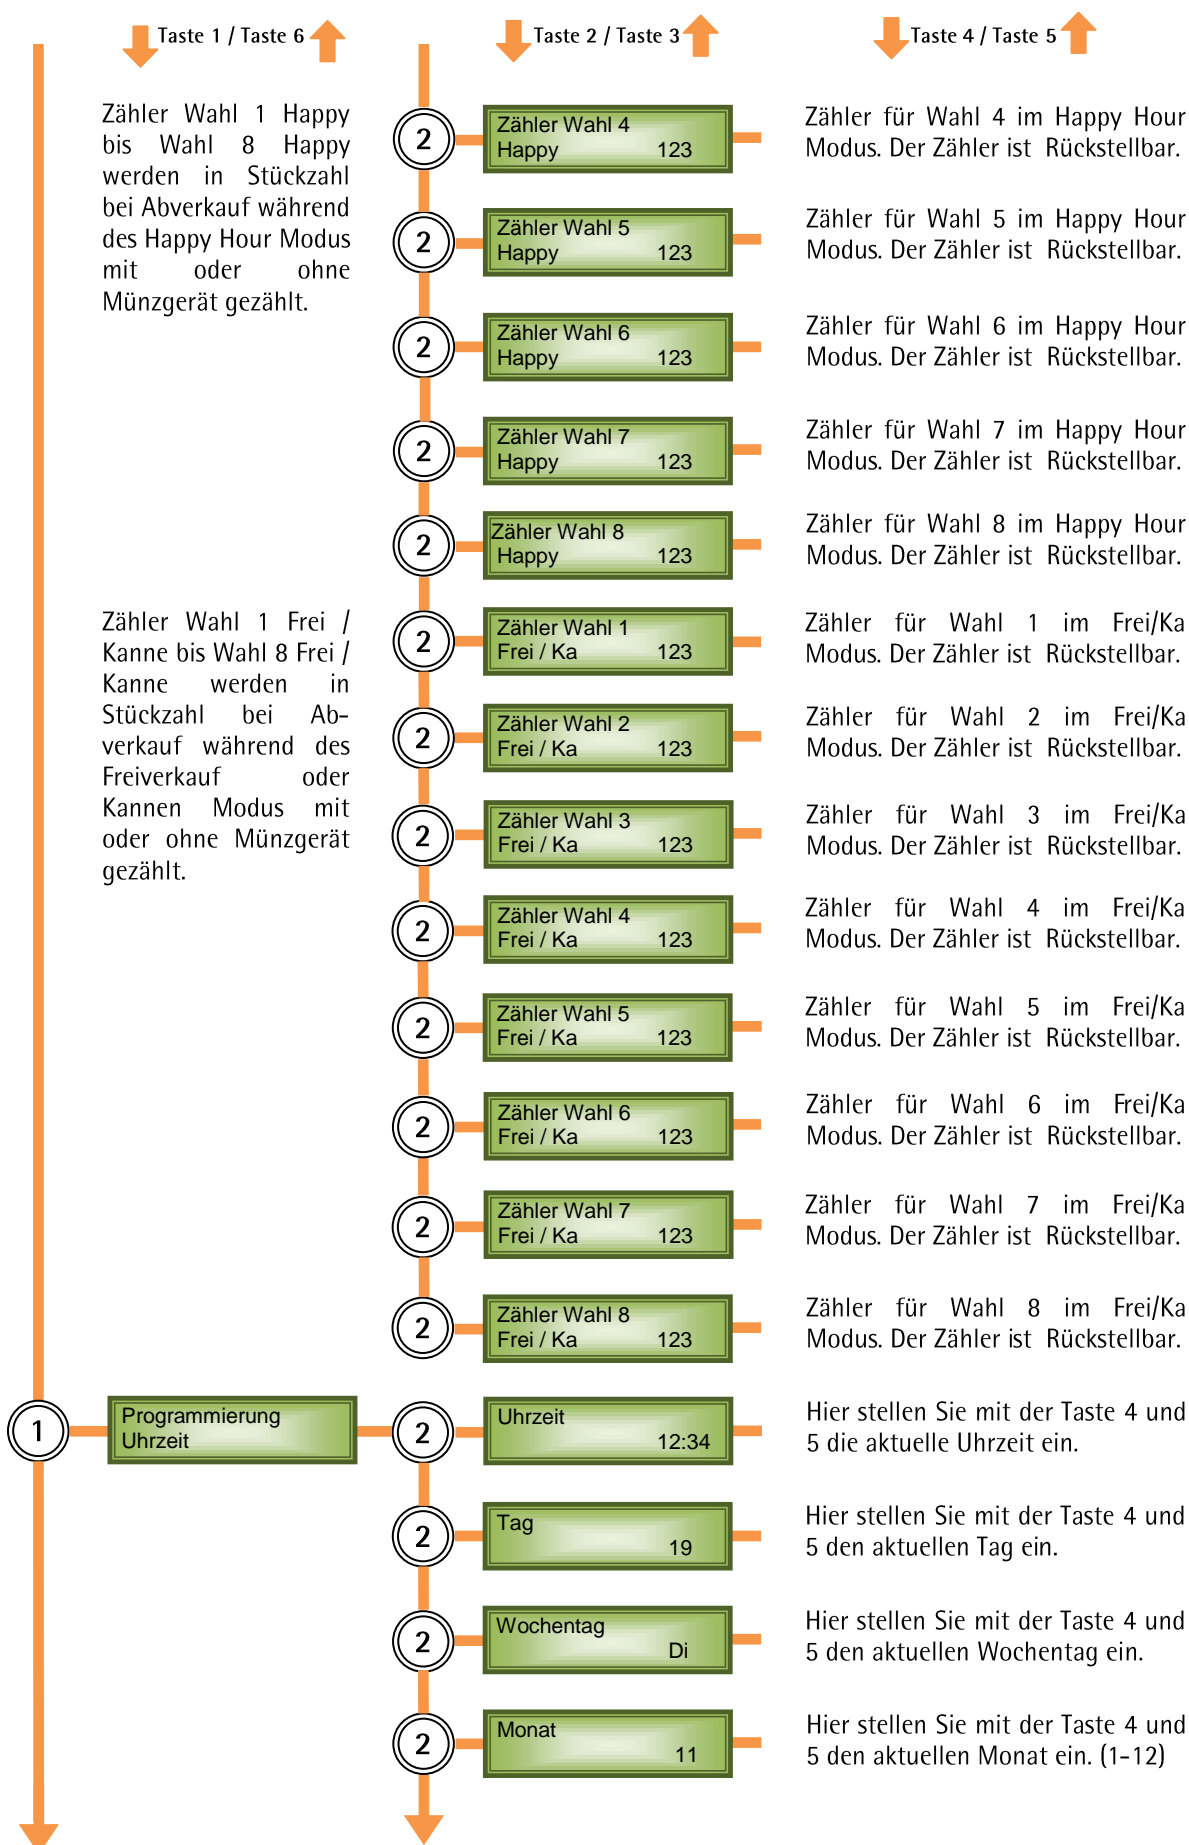 Taste 1 / Taste 6
Taste 2 / Taste 3
Taste 4 / Taste 5
Zähler Wahl 1 Happy
bis Wahl 8 Happy
werden in Stückzahl
bei Abverkauf während
des Happy Hour Modus
mit oder ohne
Münzgerät gezählt.
2
Zähler Wahl 4
Happy 123
Zähler für Wahl 4 im Happy Hour
Modus. Der Zähler ist Rückstellbar.
2
Zähler Wahl 5
Happy 123
Zähler für Wahl 5 im Happy Hour
Modus. Der Zähler ist Rückstellbar.
2
Zähler Wahl 6
Happy 123
Zähler für Wahl 6 im Happy Hour
Modus. Der Zähler ist Rückstellbar.
2
Zähler Wahl 7
Happy 123
Zähler für Wahl 7 im Happy Hour
Modus. Der Zähler ist Rückstellbar.
2
Zähler Wahl 8
Happy 123
Zähler für Wahl 8 im Happy Hour
Modus. Der Zähler ist Rückstellbar.
Zähler Wahl 1 Frei /
Kanne bis Wahl 8 Frei /
Kanne werden in
Stückzahl bei Ab-
verkauf während des
Freiverkauf oder
Kannen Modus mit
oder ohne Münzgerät
gezählt.
2
Zähler Wahl 1
Frei / Ka 123
Zähler für Wahl 1 im Frei/Ka
Modus. Der Zähler ist Rückstellbar.
2
Zähler Wahl 2
Frei / Ka 123
Zähler für Wahl 2 im Frei/Ka
Modus. Der Zähler ist Rückstellbar.
2
Zähler Wahl 3
Frei / Ka 123
Zähler für Wahl 3 im Frei/Ka
Modus. Der Zähler ist Rückstellbar.
2
Zähler Wahl 4
Frei / Ka 123
Zähler für Wahl 4 im Frei/Ka
Modus. Der Zähler ist Rückstellbar.
2
Zähler Wahl 5
Frei / Ka 123
Zähler für Wahl 5 im Frei/Ka
Modus. Der Zähler ist Rückstellbar.
2
Zähler Wahl 6
Frei / Ka 123
Zähler für Wahl 6 im Frei/Ka
Modus. Der Zähler ist Rückstellbar.
2
Zähler Wahl 7
Frei / Ka 123
Zähler für Wahl 7 im Frei/Ka
Modus. Der Zähler ist Rückstellbar.
2
Zähler Wahl 8
Frei / Ka 123
Zähler für Wahl 8 im Frei/Ka
Modus. Der Zähler ist Rückstellbar.
1
Programmierung
Uhrzeit
2
Uhrzeit
12:34
Hier stellen Sie mit der Taste 4 und
5 die aktuelle Uhrzeit ein.
2
Tag
19
Hier stellen Sie mit der Taste 4 und
5 den aktuellen Tag ein.
2
Wochentag
Di
Hier stellen Sie mit der Taste 4 und
5 den aktuellen Wochentag ein.
2
Monat
11
Hier stellen Sie mit der Taste 4 und
5 den aktuellen Monat ein. (1-12)